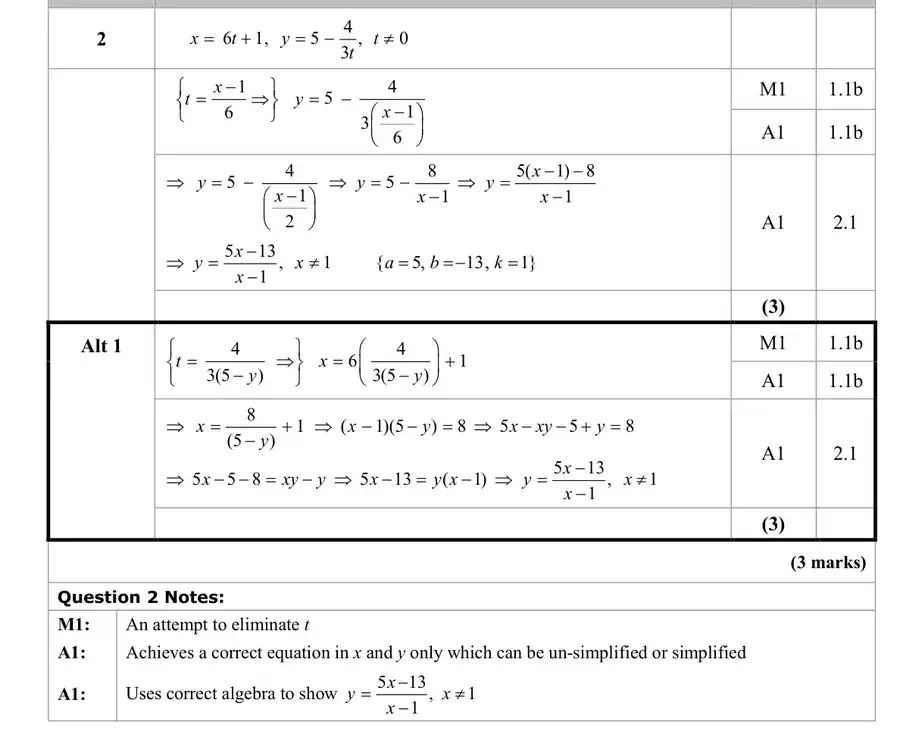 2 x = 6t + 1, y = 5 − 4/(3t), t ≠ 0
{t = (x−1)/6 ⇒} y = 5 − 4/(3((x−1)/6)) M1 1.1b
A1 1.1b
⇒ y = 5 − 4/((x−1)/2) ⇒ y = 5 − 8/(x−1) ⇒ y = (5(x−1)−8)/(x−1)
A1 2.1
⇒ y = (5x−13)/(x−1), x ≠ 1 {a = 5, b = −13, k = 1}
(3)
Alt 1 {t = 4/(3(5−y)) ⇒} x = 6(4/(3(5−y))) + 1 M1 1.1b
A1 1.1b
⇒ x = 8/((5−y)) + 1 ⇒ (x−1)(5−y) = 8 ⇒ 5x − xy − 5 + y = 8
A1 2.1
⇒ 5x − 5 − 8 = xy − y ⇒ 5x − 13 = y(x−1) ⇒ y = (5x−13)/(x−1), x ≠ 1
(3)
(3 marks)
Question 2 Notes:
M1: An attempt to eliminate t
A1: Achieves a correct equation in x and y only which can be un-simplified or simplified
A1: Uses correct algebra to show y = (5x−13)/(x−1), x ≠ 1